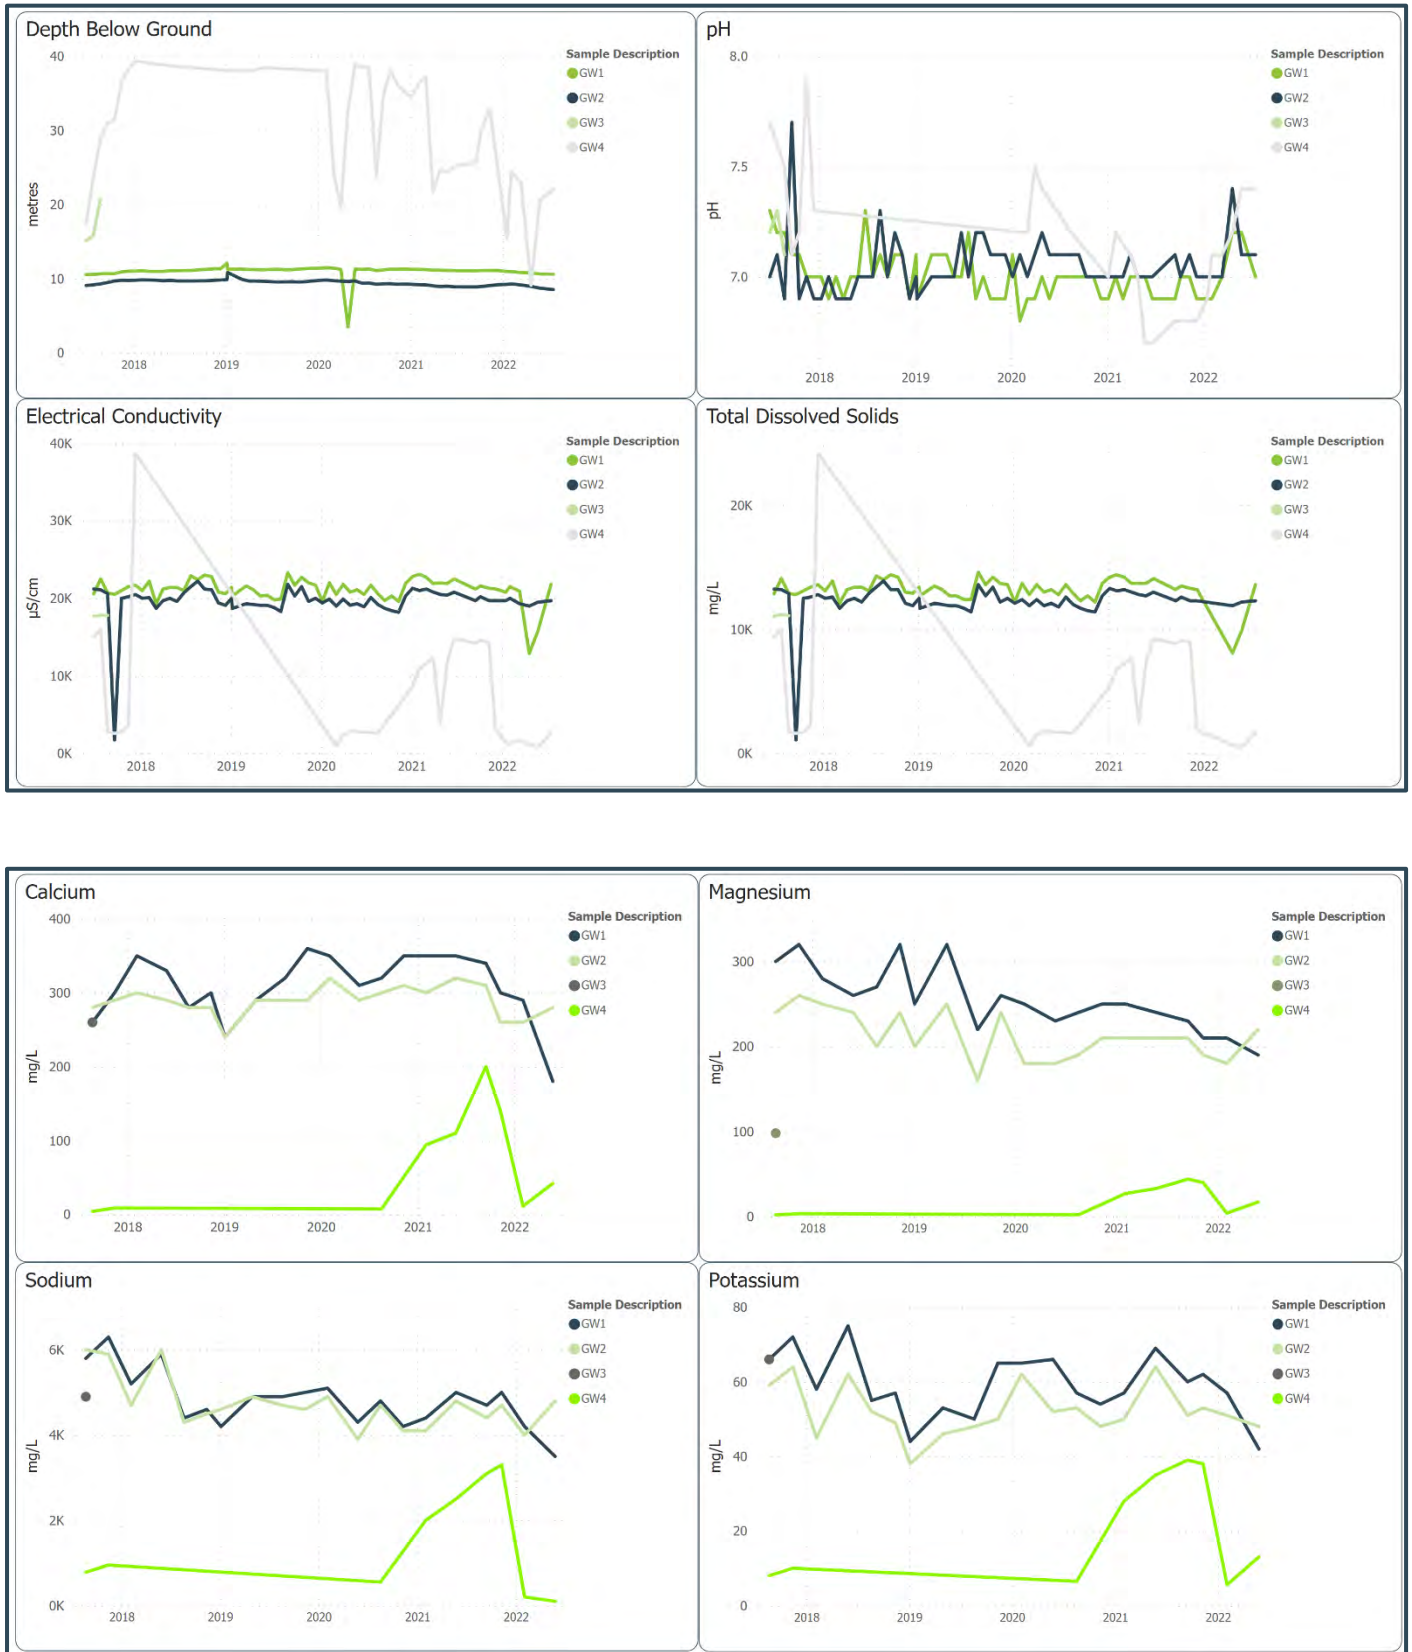 Depth Below Ground
Sample Description
GW1
GW2
GW3
GW4
metres
40
30
20
10
0
2018 2019 2020 2021 2022
pH
Sample Description
GW1
GW2
GW3
GW4
pH
8.0
7.5
7.0
2018 2019 2020 2021 2022
Electrical Conductivity
Sample Description
GW1
GW2
GW3
GW4
µS/cm
40K
30K
20K
10K
0K
2018 2019 2020 2021 2022
Total Dissolved Solids
Sample Description
GW1
GW2
GW3
GW4
mg/L
20K
10K
0K
2018 2019 2020 2021 2022
Calcium
Sample Description
GW1
GW2
GW3
GW4
mg/L
400
300
200
100
0
2018 2019 2020 2021 2022
Magnesium
Sample Description
GW1
GW2
GW3
GW4
mg/L
300
200
100
0
2018 2019 2020 2021 2022
Sodium
Sample Description
GW1
GW2
GW3
GW4
mg/L
6K
4K
2K
0K
2018 2019 2020 2021 2022
Potassium
Sample Description
GW1
GW2
GW3
GW4
mg/L
80
60
40
20
0
2018 2019 2020 2021 2022